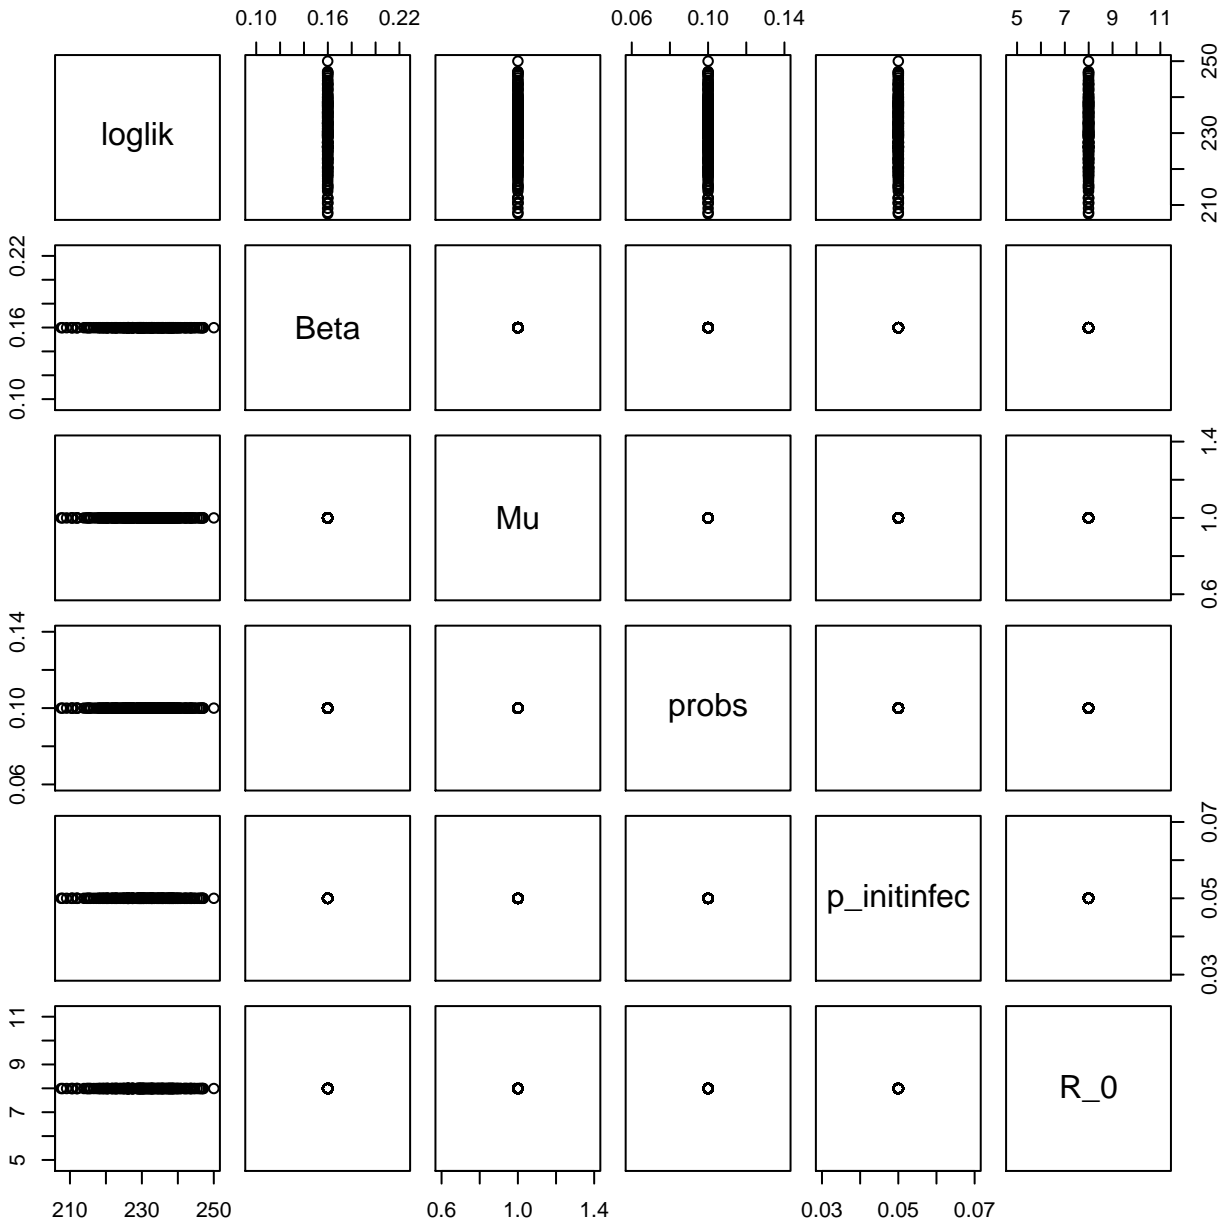 0.10 0.16 0.22 0.06 0.10 0.14 5 7 9 11
loglik 210 230 250
0.10 0.16 0.22 Beta
Mu 0.6 1.0 1.4
0.06 0.10 0.14 probs
p_initinfec 0.03 0.05 0.07
5 7 9 11 R_0
210 230 250 0.6 1.0 1.4 0.03 0.05 0.07